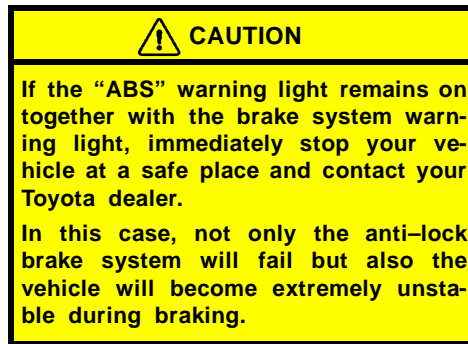 CAUTION
If the “ABS” warning light remains on
together with the brake system warn-
ing light, immediately stop your ve-
hicle at a safe place and contact your
Toyota dealer.
In this case, not only the anti–lock
brake system will fail but also the
vehicle will become extremely unsta-
ble during braking.